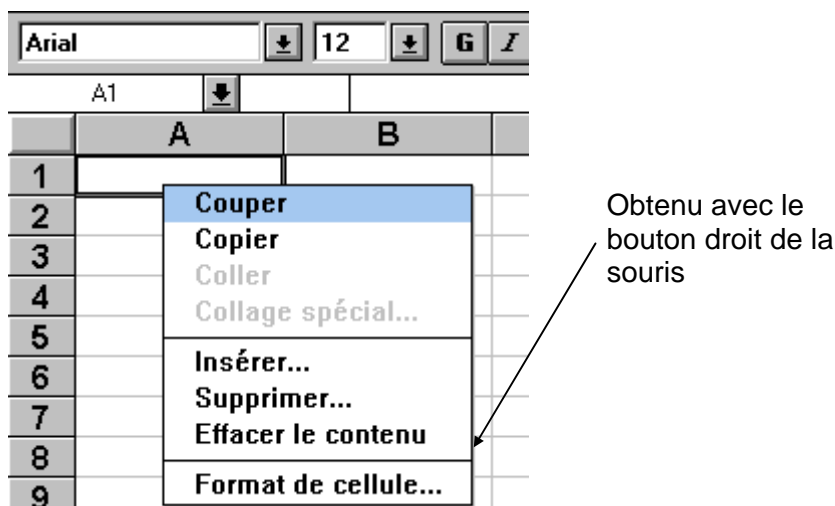 Arial 12 G I
A1
A B
1
2
3
4
5
6
7
8
9
Couper
Copier
Coller
Collage spécial...
Insérer...
Supprimer...
Effacer le contenu
Format de cellule...
Obtenu avec le
bouton droit de la
souris